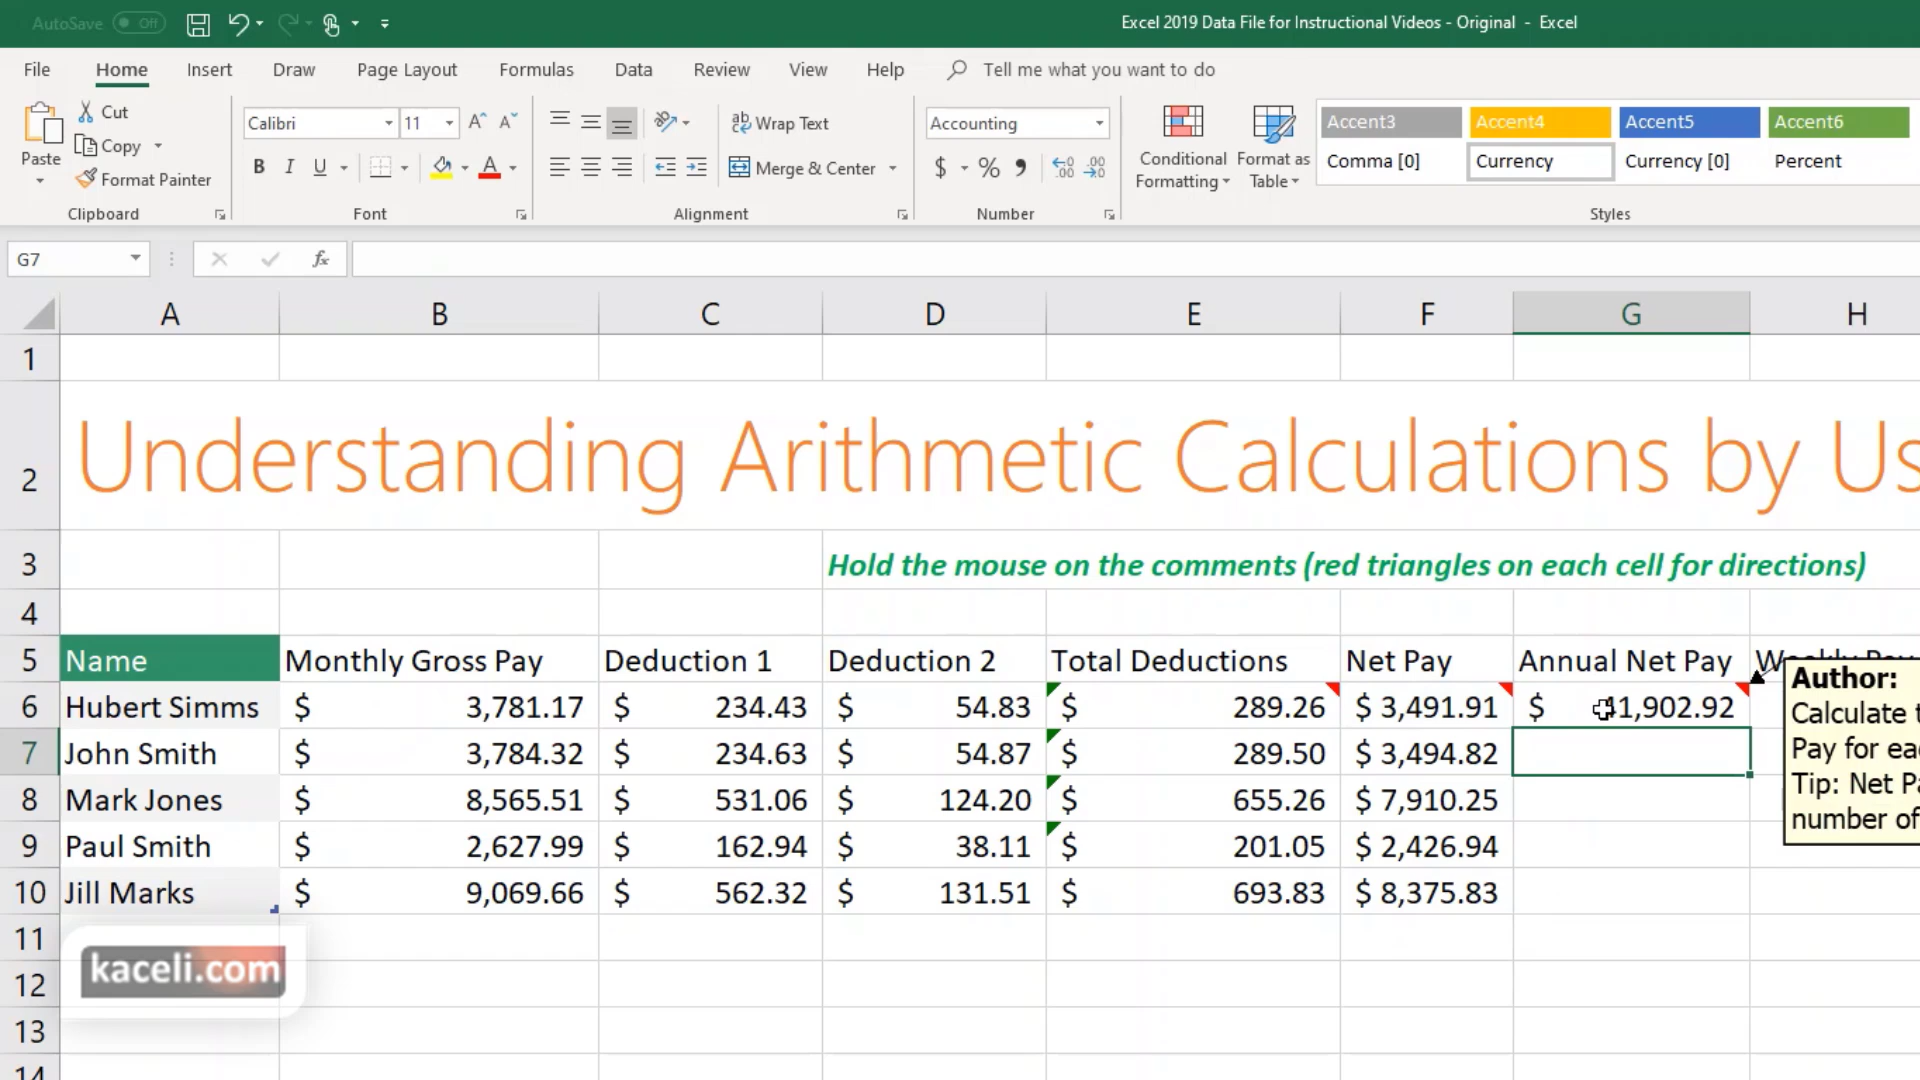 AutoSave Off Excel 2019 Data File for Instructional Videos - Original - Excel
File Home Insert Draw Page Layout Formulas Data Review View Help Tell me what you want to do
Cut
Copy
Format Painter
Paste
Clipboard
Calibri 11
B I U
Font
ab Wrap Text
Merge & Center
Alignment
Accounting
$ % 9
Number
Conditional Formatting
Format as Table
Accent3 Accent4 Accent5 Accent6
Comma [0] Currency Currency [0] Percent
Styles
G7 fx
A B C D E F G H
1
2 Understanding Arithmetic Calculations by Us
3 Hold the mouse on the comments (red triangles on each cell for directions)
4
5 Name Monthly Gross Pay Deduction 1 Deduction 2 Total Deductions Net Pay Annual Net Pay
6 Hubert Simms $ 3,781.17 $ 234.43 $ 54.83 $ 289.26 $ 3,491.91 $ 41,902.92
7 John Smith $ 3,784.32 $ 234.63 $ 54.87 $ 289.50 $ 3,494.82
8 Mark Jones $ 8,565.51 $ 531.06 $ 124.20 $ 655.26 $ 7,910.25
9 Paul Smith $ 2,627.99 $ 162.94 $ 38.11 $ 201.05 $ 2,426.94
10 Jill Marks $ 9,069.66 $ 562.32 $ 131.51 $ 693.83 $ 8,375.83
Author:
Calculate t
Pay for ea
Tip: Net P
number of
11
kaceli.com
12
13
14